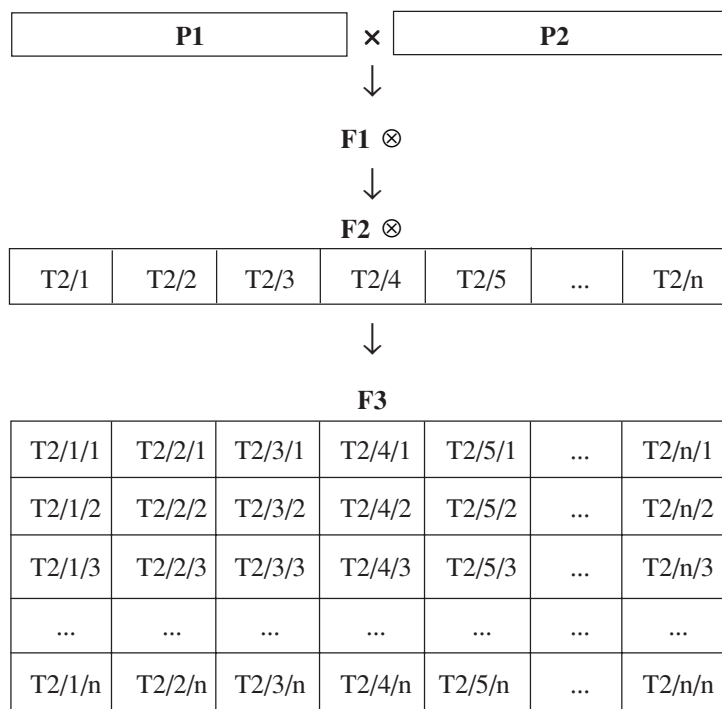 P1 × P2
↓
F1 ⊗
↓
F2 ⊗
T2/1 T2/2 T2/3 T2/4 T2/5 ... T2/n
↓
F3
T2/1/1 T2/2/1 T2/3/1 T2/4/1 T2/5/1 ... T2/n/1
T2/1/2 T2/2/2 T2/3/2 T2/4/2 T2/5/2 ... T2/n/2
T2/1/3 T2/2/3 T2/3/3 T2/4/3 T2/5/3 ... T2/n/3
... ... ... ... ... ... ...
T2/1/n T2/2/n T2/3/n T2/4/n T2/5/n ... T2/n/n